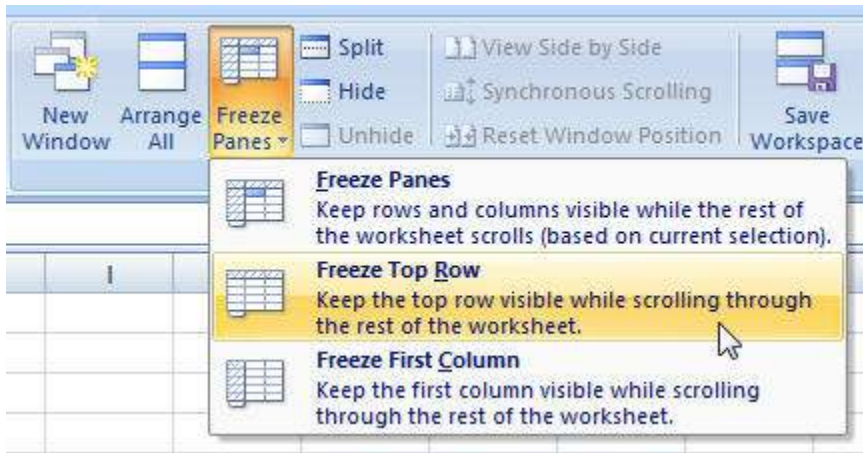 New Window
Arrange All
Freeze Panes
Split
Hide
Unhide
View Side by Side
Synchronous Scrolling
Reset Window Position
Save Workspace
Freeze Panes
Keep rows and columns visible while the rest of
the worksheet scrolls (based on current selection).
Freeze Top Row
Keep the top row visible while scrolling through
the rest of the worksheet.
Freeze First Column
Keep the first column visible while scrolling
through the rest of the worksheet.
I